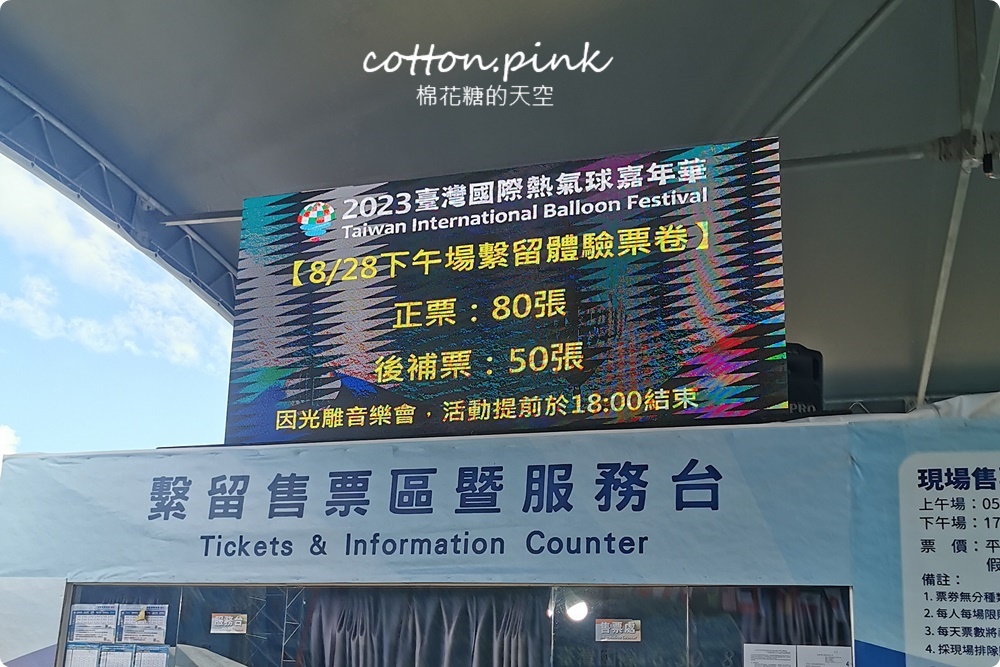 cotton.pink
棉花糖的天空
2023臺灣國際熱氣球嘉年華
Taiwan International Balloon Festival
【8/28下午場繫留體驗票卷】
正票：80張
後補票：50張
因光雕音樂會，活動提前於18:00結束
繫留售票區暨服務台
Tickets & Information Counter
現場售
上午場：05
下午場：17
票 價：平
假
備註：
1. 票券無分種類
2. 每人每場限
3. 每天票數將
4. 採現場排隊
服務台
售票處